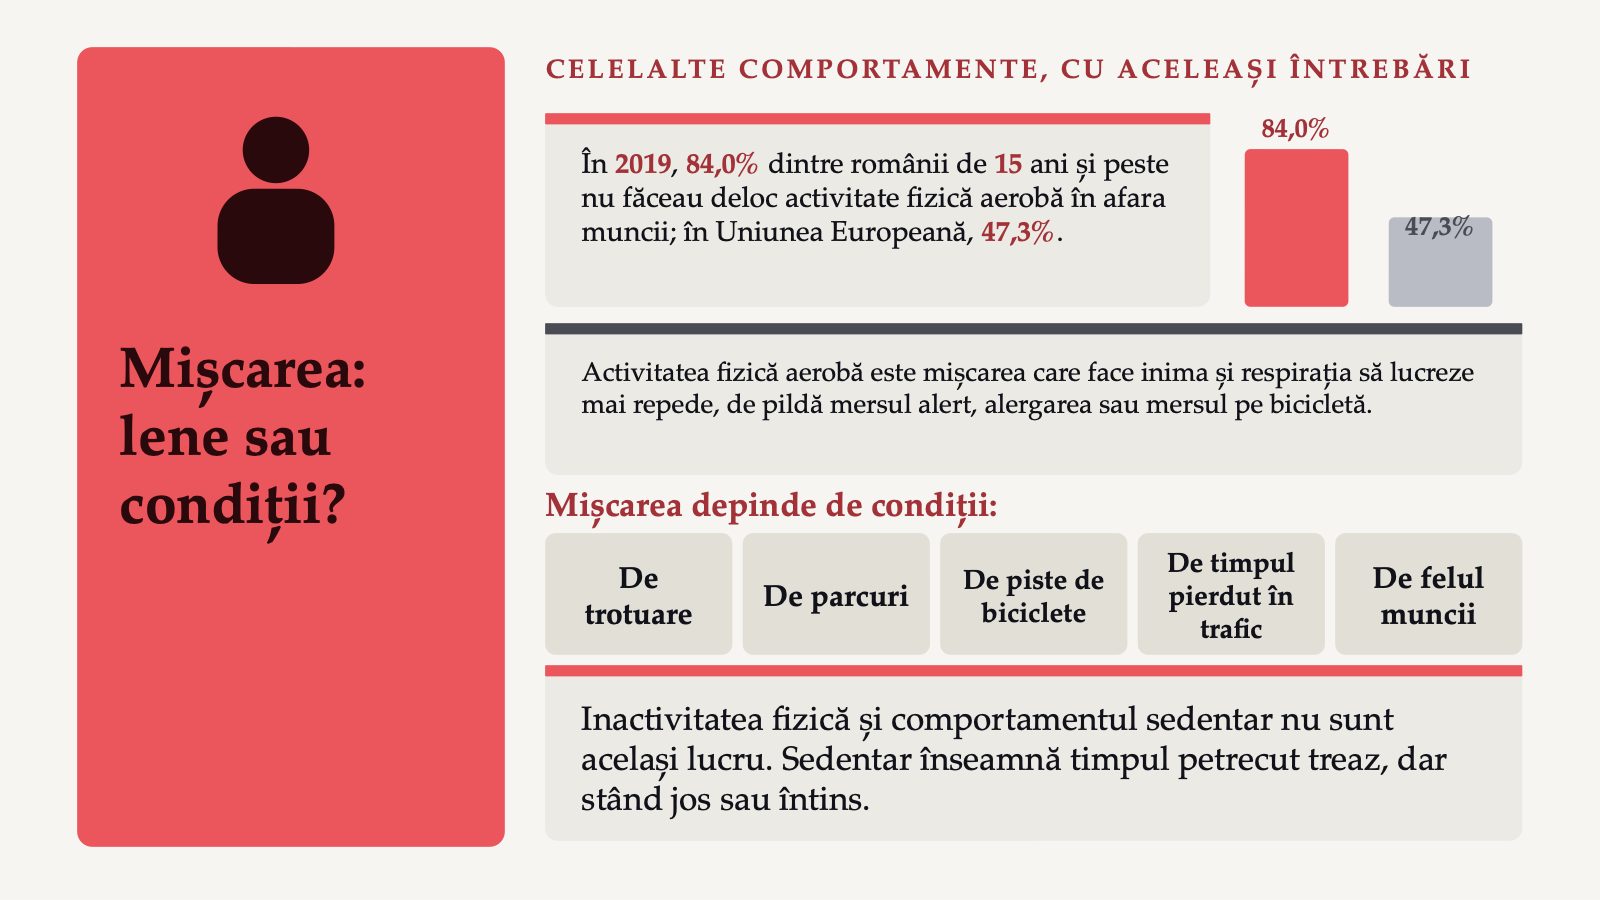 Mișcarea:
lene sau
condiții?
CELELALTE COMPORTAMENTE, CU ACELEAȘI ÎNTREBĂRI
În 2019, 84,0% dintre românii de 15 ani și peste
nu făceau deloc activitate fizică aerobă în afara
muncii; în Uniunea Europeană, 47,3%.
84,0%
47,3%
Activitatea fizică aerobă este mișcarea care face inima și respirația să lucreze
mai repede, de pildă mersul alert, alergarea sau mersul pe bicicletă.
Mișcarea depinde de condiții:
De
trotuare
De parcuri
De piste de
biciclete
De timpul
pierdut în
trafic
De felul
muncii
Inactivitatea fizică și comportamentul sedentar nu sunt
același lucru. Sedentar înseamnă timpul petrecut treaz, dar
stând jos sau întins.